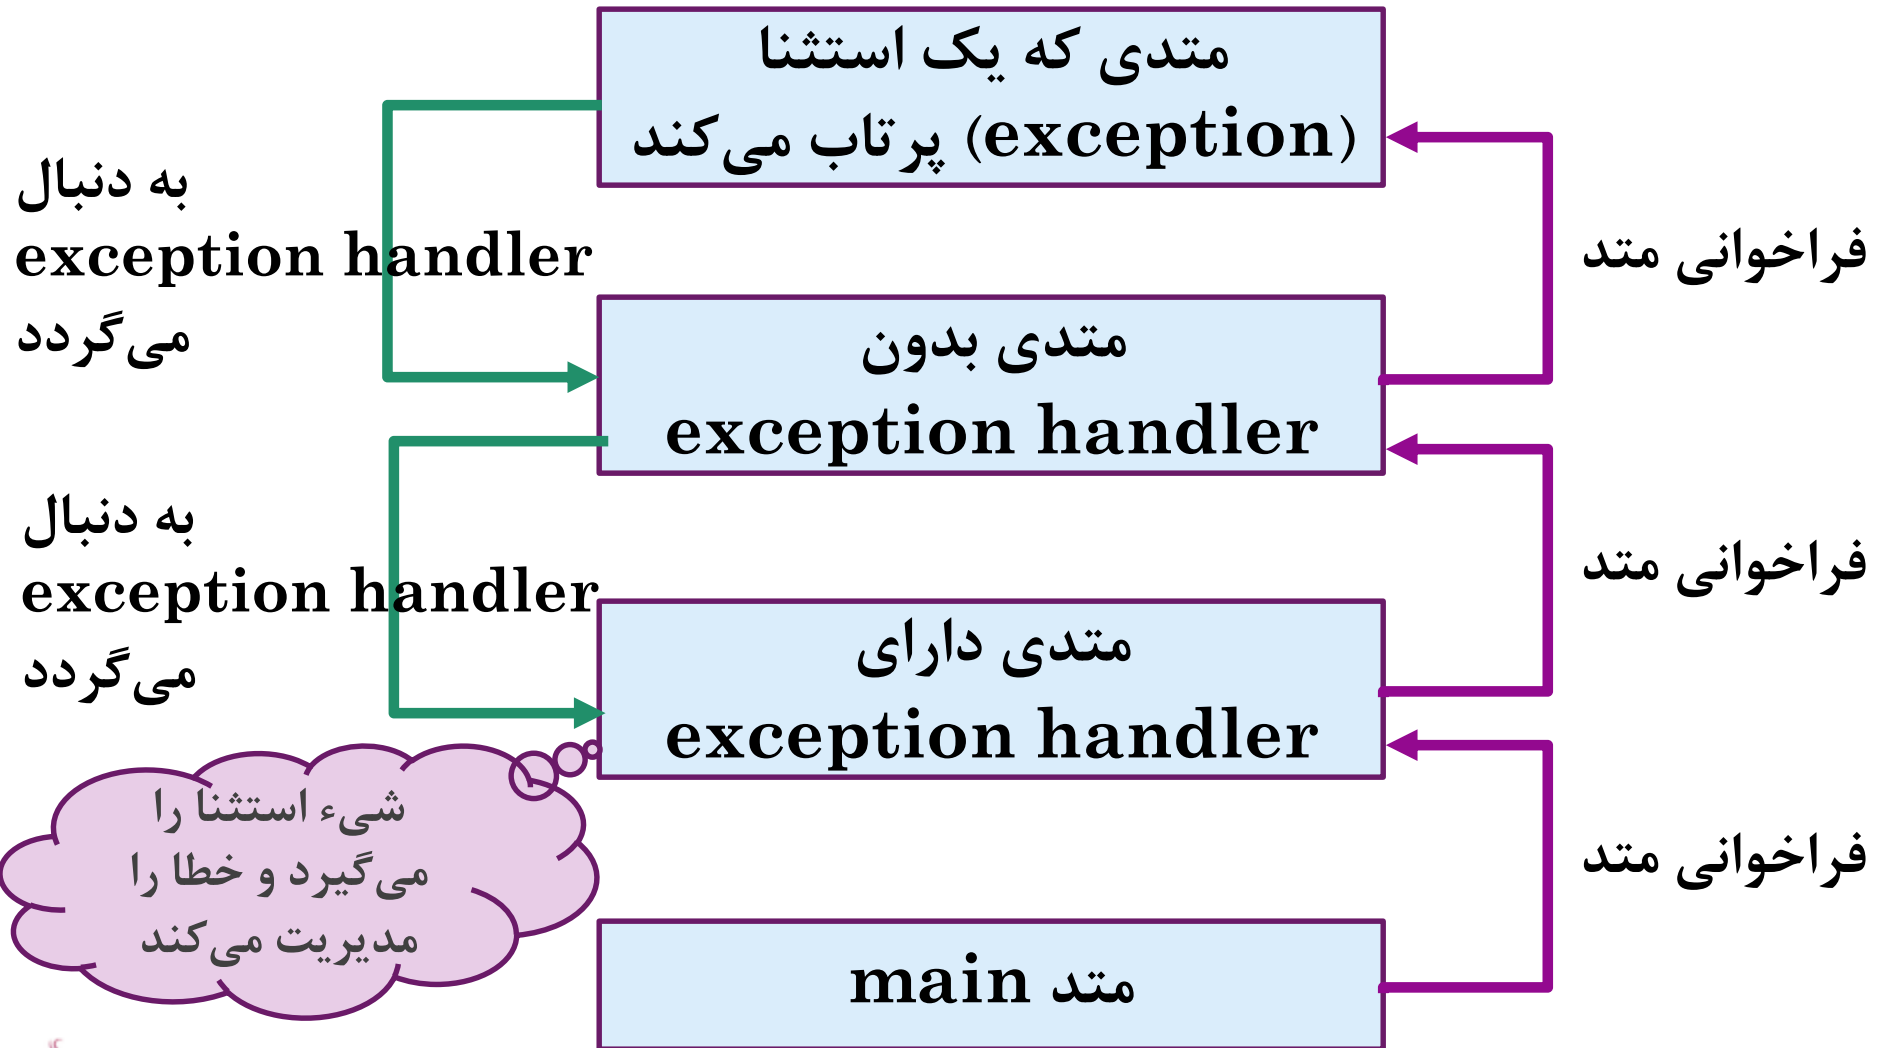 متدی که یک استثنا
(exception) پرتاب می‌کند
به دنبال
exception handler
می‌گردد
فراخوانی متد
متدی بدون
exception handler
به دنبال
exception handler
می‌گردد
فراخوانی متد
متدی دارای
exception handler
شیء استثنا را
می‌گیرد و خطا را
مدیریت می‌کند
فراخوانی متد
متد main